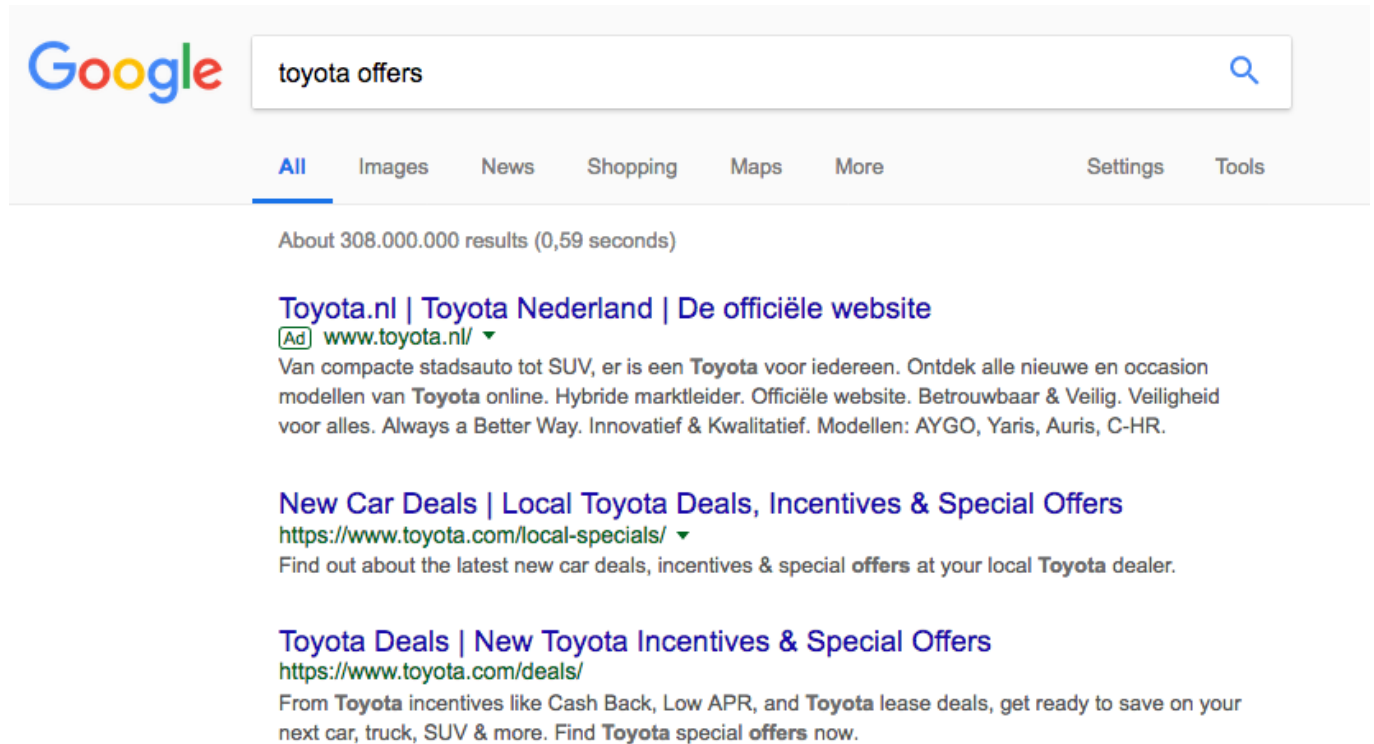 Google
toyota offers
All Images News Shopping Maps More Settings Tools
About 308.000.000 results (0,59 seconds)
Toyota.nl | Toyota Nederland | De officiële website
Ad www.toyota.nl/
Van compacte stadsauto tot SUV, er is een Toyota voor iedereen. Ontdek alle nieuwe en occasion
modellen van Toyota online. Hybride marktleider. Officiële website. Betrouwbaar & Veilig. Veiligheid
voor alles. Always a Better Way. Innovatief & Kwalitatief. Modellen: AYGO, Yaris, Auris, C-HR.
New Car Deals | Local Toyota Deals, Incentives & Special Offers
https://www.toyota.com/local-specials/
Find out about the latest new car deals, incentives & special offers at your local Toyota dealer.
Toyota Deals | New Toyota Incentives & Special Offers
https://www.toyota.com/deals/
From Toyota incentives like Cash Back, Low APR, and Toyota lease deals, get ready to save on your
next car, truck, SUV & more. Find Toyota special offers now.